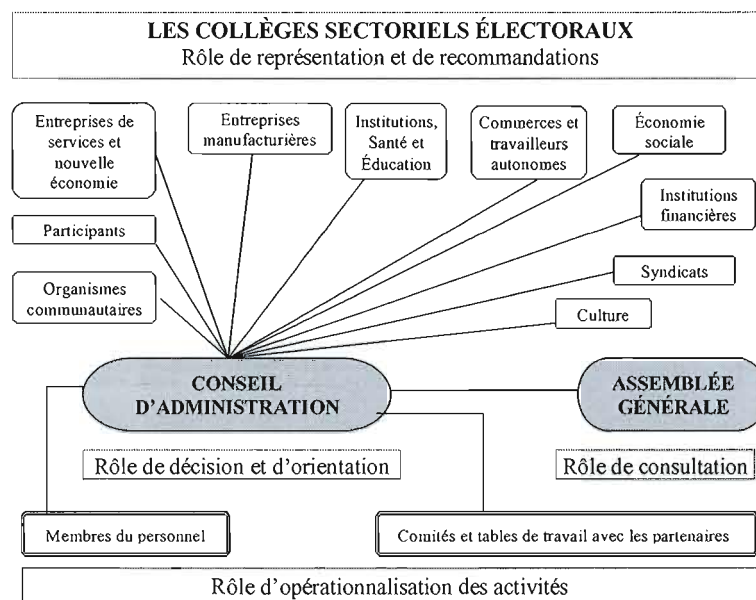 LES COLLÈGES SECTORIELS ÉLECTORAUX
Rôle de représentation et de recommandations
Entreprises de
services et
nouvelle
économie
Entreprises
manufacturières
Institutions,
Santé et
Éducation
Commerces et
travailleurs
autonomes
Économie
sociale
Participants
Institutions
financières
Organismes
communautaires
Syndicats
Culture
CONSEIL
D'ADMINISTRATION
ASSEMBLÉE
GÉNÉRALE
Rôle de décision et d'orientation
Rôle de consultation
Membres du personnel
Comités et tables de travail avec les partenaires
Rôle d'opérationnalisation des activités